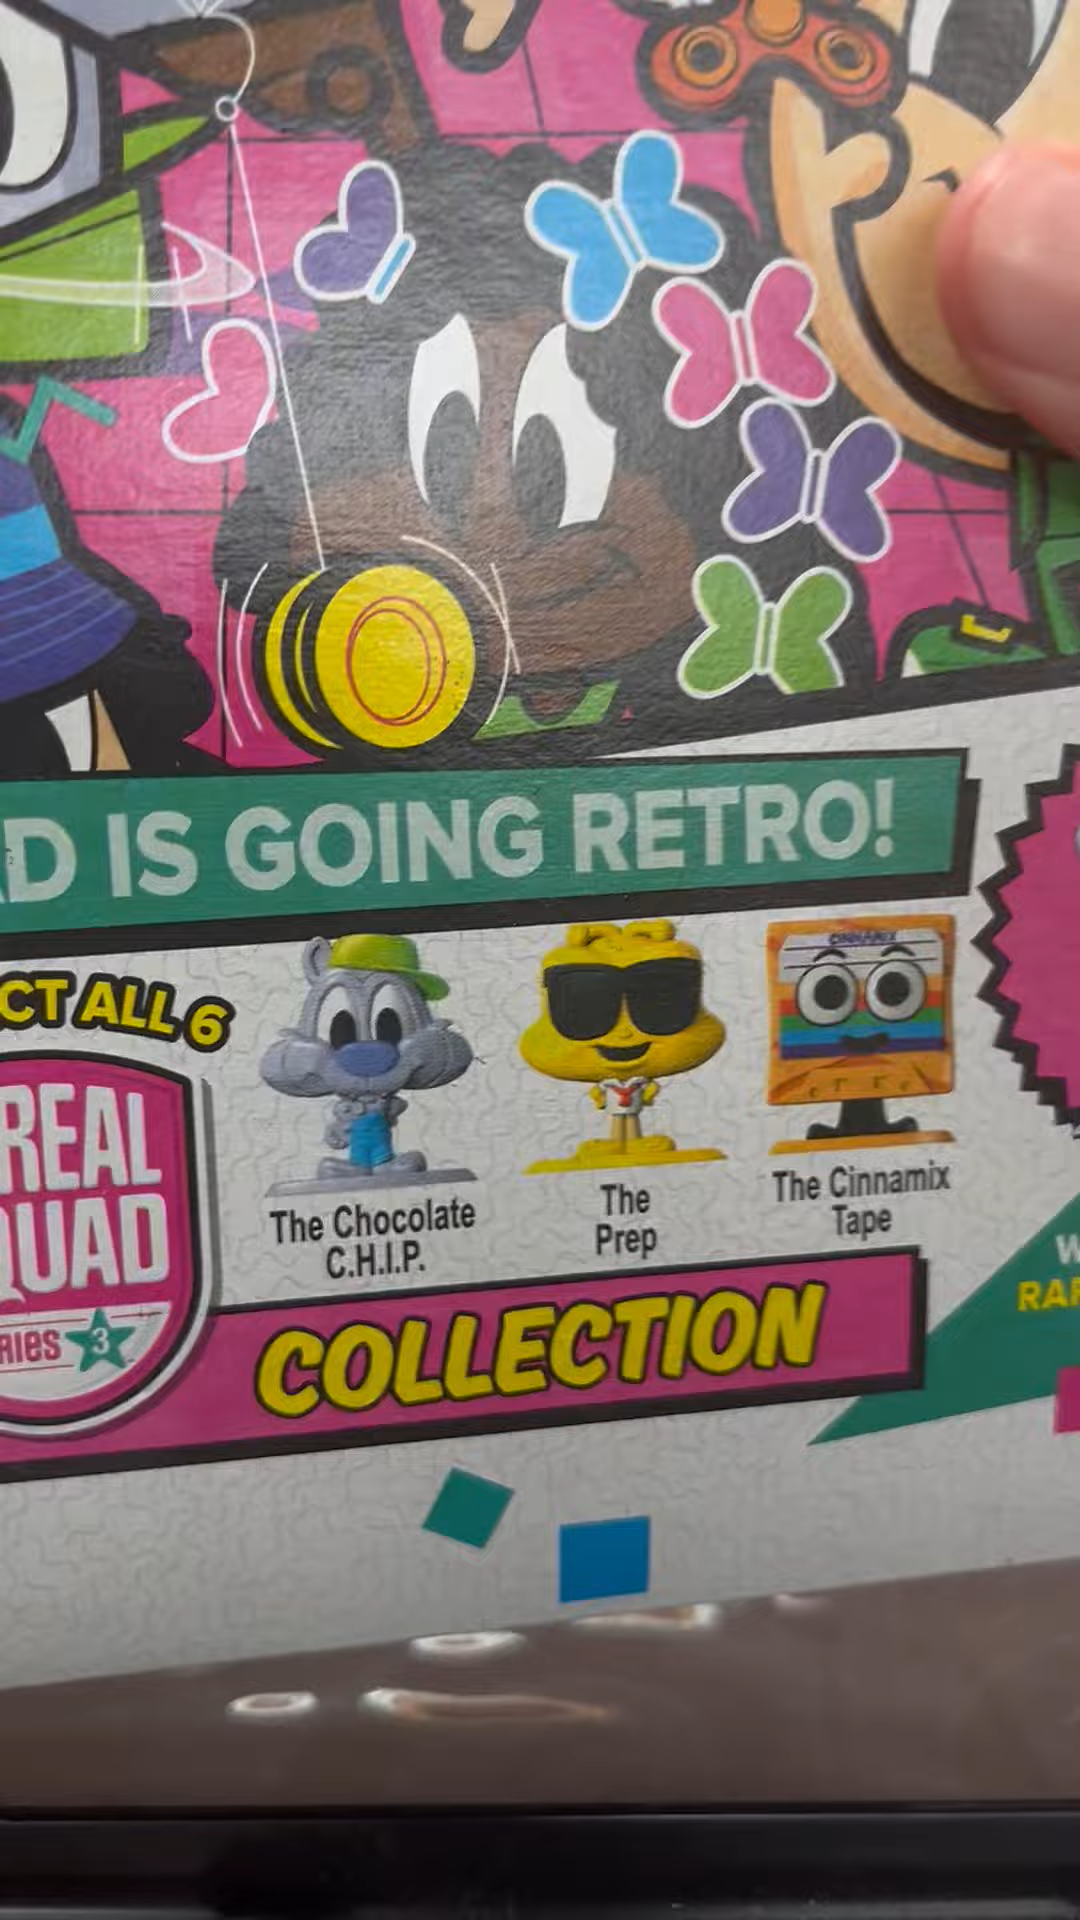 D IS GOING RETRO!
CT ALL 6
CINNAMIX
REAL
QUAD
RIES 3
The Chocolate
C.H.I.P.
The
Prep
The Cinnamix
Tape
COLLECTION
W
RAR